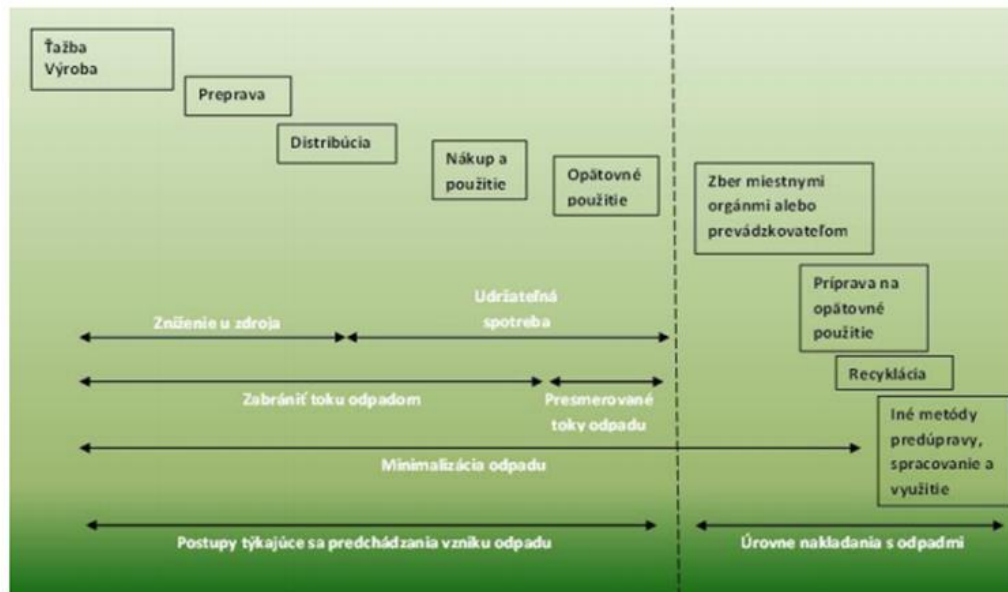 Ťažba
Výroba
Preprava
Distribúcia
Nákup a
použitie
Opätovné
použitie
Zber miestnymi
orgánmi alebo
prevádzkovateľom
Príprava na
opätovné
použitie
Recyklácia
Iné metódy
predúpravy,
spracovanie a
využitie
Zníženie u zdroja
Udržateľná
spotreba
Zabrániť toku odpadom
Presmerované
toky odpadu
Minimalizácia odpadu
Postupy týkajúce sa predchádzania vzniku odpadu
Úrovne nakladania s odpadmi